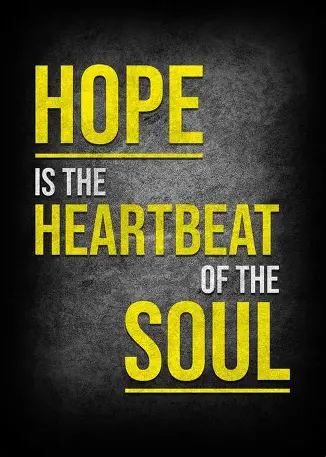 HOPE
IS THE
HEARTBEAT
OF THE
SOUL